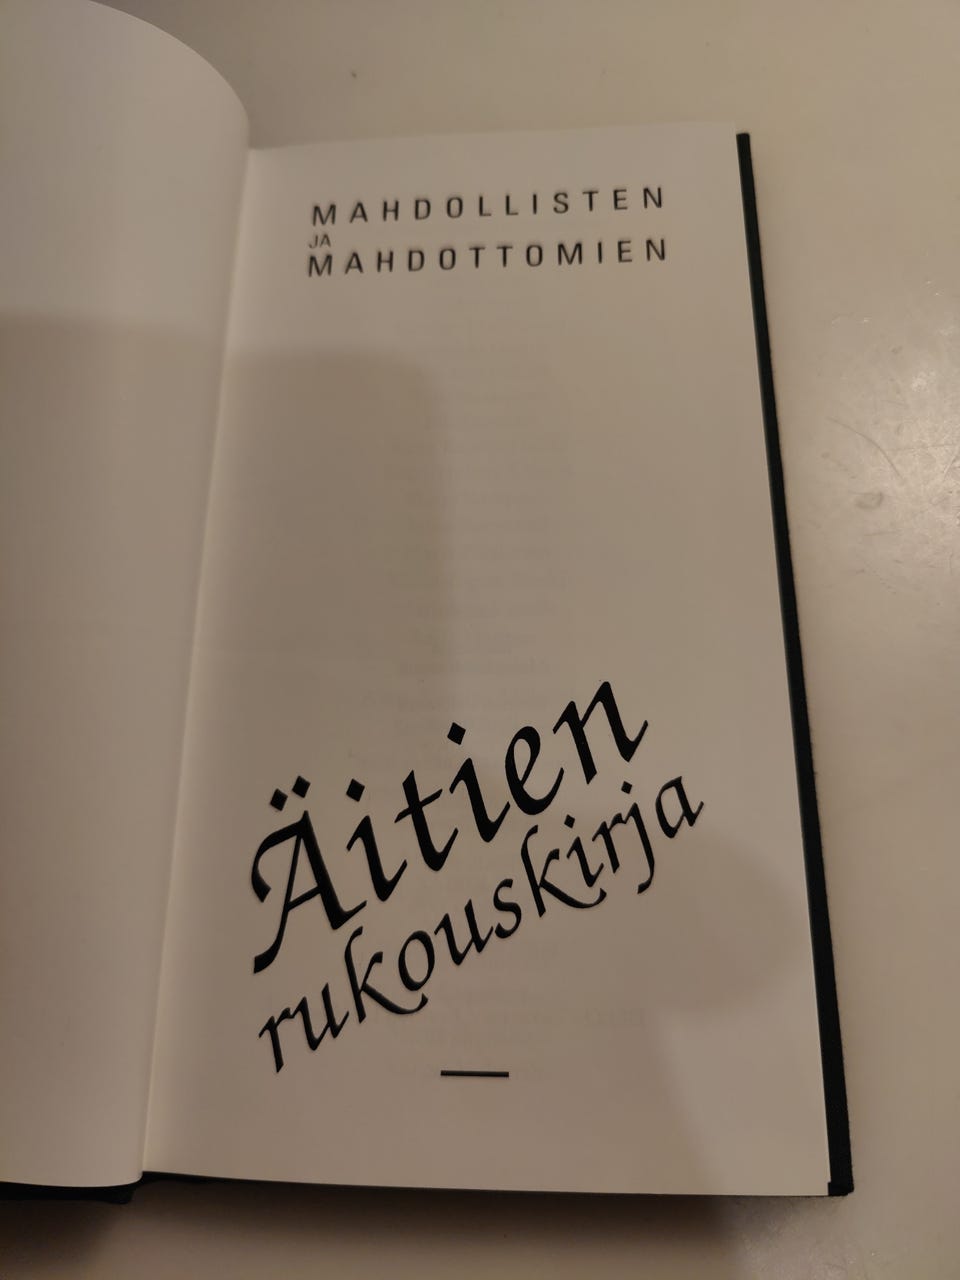 MAHDOLLISTEN
JA
MAHDOTTOMIEN
Äitien
rukouskirja